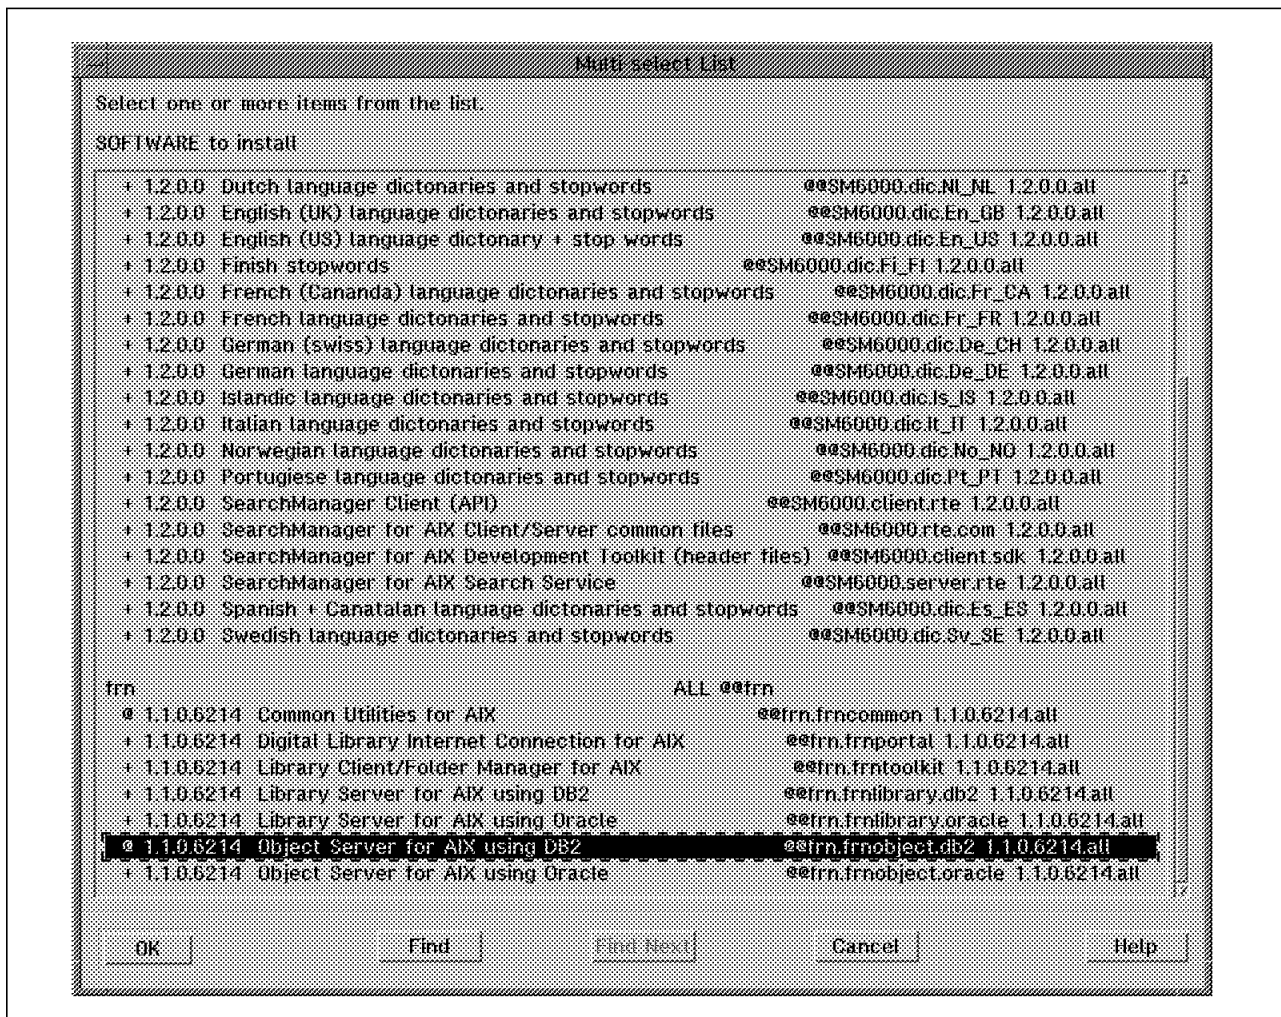 Multi-select List
Select one or more items from the list.
SOFTWARE to install
+ 1.2.0.0 Dutch language dictonaries and stopwords @@SM6000.dic.Nl_NL 1.2.0.0.all
+ 1.2.0.0 English (UK) language dictonaries and stopwords @@SM6000.dic.En_GB 1.2.0.0.all
+ 1.2.0.0 English (US) language dictonary + stop words @@SM6000.dic.En_US 1.2.0.0.all
+ 1.2.0.0 Finish stopwords @@SM6000.dic.Fi_FI 1.2.0.0.all
+ 1.2.0.0 French (Cananda) language dictonaries and stopwords @@SM6000.dic.Fr_CA 1.2.0.0.all
+ 1.2.0.0 French language dictonaries and stopwords @@SM6000.dic.Fr_FR 1.2.0.0.all
+ 1.2.0.0 German (swiss) language dictonaries and stopwords @@SM6000.dic.De_CH 1.2.0.0.all
+ 1.2.0.0 German language dictonaries and stopwords @@SM6000.dic.De_DE 1.2.0.0.all
+ 1.2.0.0 Islandic language dictonaries and stopwords @@SM6000.dic.Is_IS 1.2.0.0.all
+ 1.2.0.0 Italian language dictonaries and stopwords @@SM6000.dic.It_IT 1.2.0.0.all
+ 1.2.0.0 Norwegian language dictonaries and stopwords @@SM6000.dic.No_NO 1.2.0.0.all
+ 1.2.0.0 Portugiese language dictonaries and stopwords @@SM6000.dic.Pt_PT 1.2.0.0.all
+ 1.2.0.0 SearchManager Client (API) @@SM6000.client.rte 1.2.0.0.all
+ 1.2.0.0 SearchManager for AIX Client/Server common files @@SM6000.rte.com 1.2.0.0.all
+ 1.2.0.0 SearchManager for AIX Development Toolkit (header files) @@SM6000.client.sdk 1.2.0.0.all
+ 1.2.0.0 SearchManager for AIX Search Service @@SM6000.server.rte 1.2.0.0.all
+ 1.2.0.0 Spanish + Canatalan language dictonaries and stopwords @@SM6000.dic.Es_ES 1.2.0.0.all
+ 1.2.0.0 Swedish language dictonaries and stopwords @@SM6000.dic.Sv_SE 1.2.0.0.all
frn ALL @@frn
@ 1.1.0.6214 Common Utilities for AIX @@frn.frncommon 1.1.0.6214.all
+ 1.1.0.6214 Digital Library Internet Connection for AIX @@frn.frnportal 1.1.0.6214.all
+ 1.1.0.6214 Library Client/Folder Manager for AIX @@frn.frntoolkit 1.1.0.6214.all
+ 1.1.0.6214 Library Server for AIX using DB2 @@frn.frnlibrary.db2 1.1.0.6214.all
+ 1.1.0.6214 Library Server for AIX using Oracle @@frn.frnlibrary.oracle 1.1.0.6214.all
@ 1.1.0.6214 Object Server for AIX using DB2 @@frn.frnobject.db2 1.1.0.6214.all
+ 1.1.0.6214 Object Server for AIX using Oracle @@frn.frnobject.oracle 1.1.0.6214.all
OK Find Find Next Cancel Help